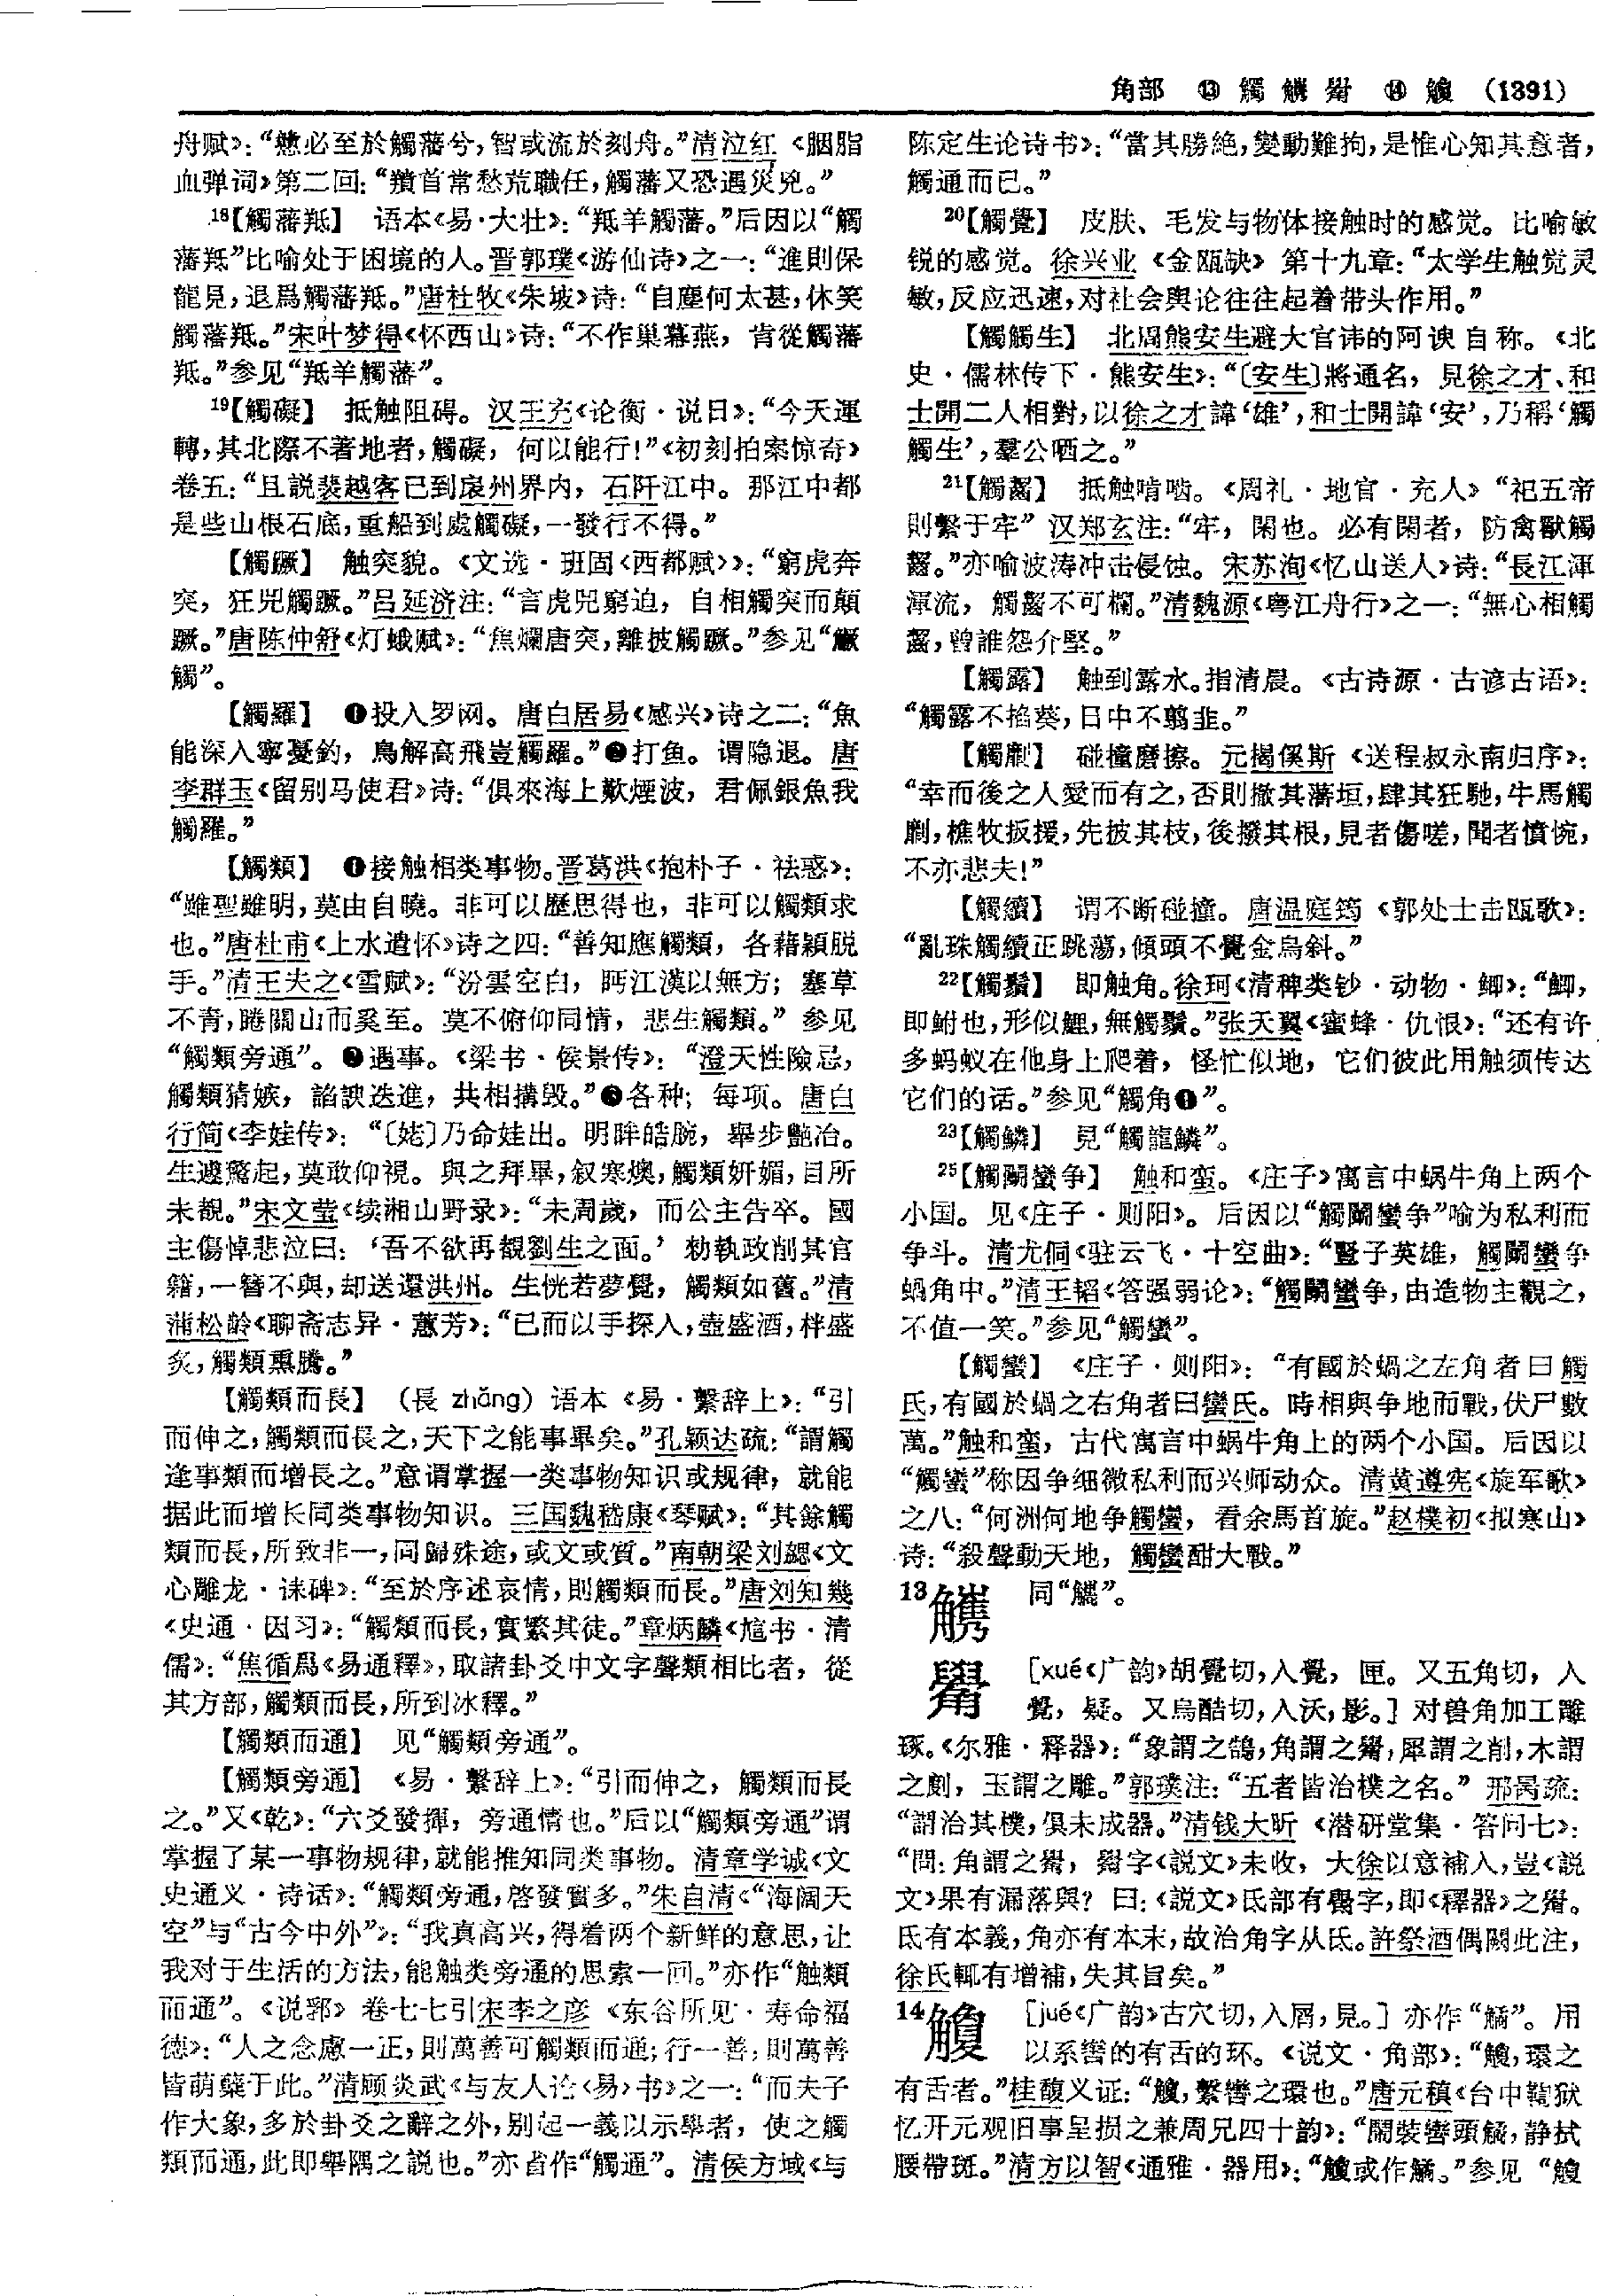 角部 ⑬ 觸 觹 觷 ⑭ 觼 (1391)
舟赋》：“戆必至於觸藩兮，智或流於刻舟。”清泣红《胭脂
血弹词》第二回：“羵首常愁荒職任，觸藩又恐遇災兇。”
¹⁸【觸藩羝】 语本《易·大壮》：“羝羊觸藩。”后因以“觸
藩羝”比喻处于困境的人。晋郭璞《游仙诗》之一：“進則保
龍見，退爲觸藩羝。”唐杜牧《朱坡》诗：“自塵何太甚，休笑
觸藩羝。”宋叶梦得《怀西山》诗：“不作巢幕燕，肯從觸藩
羝。”参见“羝羊觸藩”。
¹⁹【觸礙】 抵触阻碍。汉王充《论衡·说日》：“今天運
轉，其北際不著地者，觸礙，何以能行！”《初刻拍案惊奇》
卷五：“且説裴越客已到扆州界内，石阡江中。那江中都
是些山根石底，重船到處觸礙，一發行不得。”
【觸蹶】 触突貌。《文选·班固〈西都赋〉》：“窮虎奔
突，狂兕觸蹶。”吕延济注：“言虎兕窮迫，自相觸突而顛
蹶。”唐陈仲舒《灯蛾赋》：“焦爛唐突，離披觸蹶。”参见“
觸”。
【觸羅】 ❶投入罗网。唐白居易《感兴》诗之二：“魚
能深入寧憂釣，鳥解高飛豈觸羅。”❷打鱼。谓隐退。唐
李群玉《留别马使君》诗：“俱來海上歎煙波，君佩銀魚我
觸羅。”
【觸類】 ❶接触相类事物。晋葛洪《抱朴子·祛惑》：
“雖聖雖明，莫由自曉。非可以歷思得也，非可以觸類求
也。”唐杜甫《上水遣怀》诗之四：“善知應觸類，各藉穎脱
手。”清王夫之《雪赋》：“汾雲空白，眄江漢以無方；塞草
不青，睠關山而奚至。莫不俯仰同情，悲生觸類。” 参见
“觸類旁通”。❷遇事。《梁书·侯景传》：“澄天性險忌，
觸類猜嫉，諂諛迭進，共相搆毁。”❸各种；每项。唐白
行简《李娃传》：“〔姥〕乃命娃出。明眸皓腕，舉步艷冶。
生遽驚起，莫敢仰視。與之拜畢，叙寒燠，觸類妍媚，目所
未覩。”宋文莹《续湘山野录》：“未周歲，而公主告卒。國
主傷悼悲泣曰：‘吾不欲再覩劉生之面。’敕執政削其官
籍，一簪不與，却送還洪州。生恍若夢覺，觸類如舊。”清
蒲松龄《聊斋志异·蕙芳》：“已而以手探入，壺盛酒，柈盛
炙，觸類熏騰。”
【觸類而長】 （長 zhǎng）语本《易·繫辞上》：“引
而伸之，觸類而長之，天下之能事畢矣。”孔颖达疏：“謂觸
逢事類而增長之。”意谓掌握一类事物知识或规律，就能
据此而增长同类事物知识。三国魏嵇康《琴赋》：“其餘觸
類而長，所致非一，同歸殊途，或文或質。”南朝梁刘勰《文
心雕龙·诔碑》：“至於序述哀情，則觸類而長。”唐刘知幾
《史通·因习》：“觸類而長，實繁其徒。”章炳麟《訄书·清
儒》：“焦循爲《易通釋》，取諸卦爻中文字聲類相比者，從
其方部，觸類而長，所到冰釋。”
【觸類而通】 见“觸類旁通”。
【觸類旁通】 《易·繫辞上》：“引而伸之，觸類而長
之。”又《乾》：“六爻發揮，旁通情也。”后以“觸類旁通”谓
掌握了某一事物规律，就能推知同类事物。清章学诚《文
史通义·诗话》：“觸類旁通，啓發實多。”朱自清《“海阔天
空”与“古今中外”》：“我真高兴，得着两个新鲜的意思，让
我对于生活的方法，能触类旁通的思索一回。”亦作“触類
而通”。《说郛》卷七七引宋李之彦《东谷所见·寿命福
德》：“人之念慮一正，則萬善可觸類而通；行一善，則萬善
皆萌蘖于此。”清顾炎武《与友人论〈易〉书》之一：“而夫子
作大象，多於卦爻之辭之外，别起一義以示學者，使之觸
類而通，此即舉隅之説也。”亦省作“觸通”。清侯方域《与
陈定生论诗书》：“當其勝絶，變動難拘，是惟心知其意者，
觸通而已。”
²⁰【觸覺】 皮肤、毛发与物体接触时的感觉。比喻敏
锐的感觉。徐兴业《金瓯缺》第十九章：“太学生触觉灵
敏，反应迅速，对社会舆论往往起着带头作用。”
【觸觸生】 北周熊安生避大官讳的阿谀自称。《北
史·儒林传下·熊安生》：“〔安生〕將通名，見徐之才、和
士開二人相對，以徐之才諱‘雄’，和士開諱‘安’，乃稱‘觸
觸生’，羣公哂之。”
²¹【觸齧】 抵触啃啮。《周礼·地官·充人》“祀五帝
則繫于牢”汉郑玄注：“牢，閑也。必有閑者，防禽獸觸
齧。”亦喻波涛冲击侵蚀。宋苏洵《忆山送人》诗：“長江渾
渾流，觸齧不可欄。”清魏源《粤江舟行》之一：“無心相觸
齧，曾誰怨介堅。”
【觸露】 触到露水。指清晨。《古诗源·古谚古语》：
“觸露不掐葵，日中不翦韭。”
【觸劘】 碰撞磨擦。元揭傒斯《送程叔永南归序》：
“幸而後之人愛而有之，否則撤其藩垣，肆其狂馳，牛馬觸
劘，樵牧扳援，先披其枝，後撥其根，見者傷嗟，聞者憤惋，
不亦悲夫！”
【觸續】 谓不断碰撞。唐温庭筠《郭处士击瓯歌》：
“亂珠觸續正跳蕩，傾頭不覺金烏斜。”
²²【觸鬚】 即触角。徐珂《清稗类钞·动物·鲫》：“鯽，
即鮒也，形似鯉，無觸鬚。”张天翼《蜜蜂·仇恨》：“还有许
多蚂蚁在他身上爬着，怪忙似地，它们彼此用触须传达
它们的话。”参见“觸角❶”。
²³【觸鱗】 見“觸龍鱗”。
²⁵【觸鬭蠻争】 触和蛮。《庄子》寓言中蜗牛角上两个
小国。见《庄子·则阳》。后因以“觸鬭蠻争”喻为私利而
争斗。清尤侗《驻云飞·十空曲》：“豎子英雄，觸鬭蠻争
蝸角中。”清王韬《答强弱论》：“觸鬭蠻争，由造物主觀之，
不值一笑。”参见“觸蠻”。
【觸蠻】 《庄子·则阳》：“有國於蝸之左角者曰觸
氏，有國於蝸之右角者曰蠻氏。時相與争地而戰，伏尸數
萬。”触和蛮，古代寓言中蜗牛角上的两个小国。后因以
“觸蠻”称因争细微私利而兴师动众。清黄遵宪《旋军歌》
之八：“何洲何地争觸蠻，看余馬首旋。”赵樸初《拟寒山》
诗：“殺聲動天地，觸蠻酣大戰。”
¹³觹 同“觿”。
觷 [xué《广韵》胡覺切，入覺，匣。又五角切，入
覺，疑。又烏酷切，入沃，影。]对兽角加工雕
琢。《尔雅·释器》：“象謂之鵠，角謂之觷，犀謂之剒，木謂
之剫，玉謂之雕。”郭璞注：“五者皆治樸之名。”邢昺疏：
“謂治其樸，俱未成器。”清钱大昕《潜研堂集·答问七》：
“問：角謂之觷，觷字《説文》未收，大徐以意補入，豈《説
文》果有漏落與？曰：《説文》氐部有字，即《釋器》之觷。
氐有本義，角亦有本末，故治角字从氐。許祭酒偶闕此注，
徐氏輒有增補，失其旨矣。”
¹⁴觼 [jué《广韵》古穴切，入屑，見。]亦作“鐍”。用
以系辔的有舌的环。《说文·角部》：“觼，環之
有舌者。”桂馥义证：“觼，繫轡之環也。”唐元稹《台中鞫狱
忆开元观旧事呈损之兼周兄四十韵》：“鬧裝轡頭觼，静拭
腰帶斑。”清方以智《通雅·器用》：“觼或作觿。”参见“觼